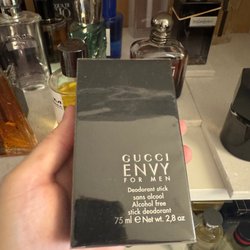 GUCCI
ENVY
FOR MEN
Deodorant stick
sans alcool
Alcohol free
stick deodorant
75 ml e Net wt. 2,8 oz